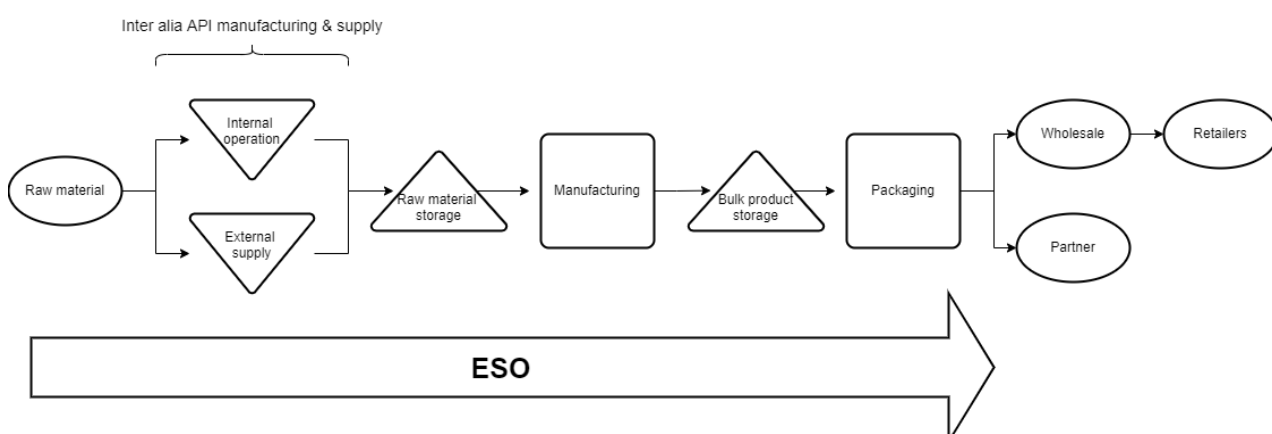 Inter alia API manufacturing & supply
Internal
operation
Raw material
External
supply
Raw material
storage
Manufacturing
Bulk product
storage
Packaging
Wholesale
Retailers
Partner
ESO